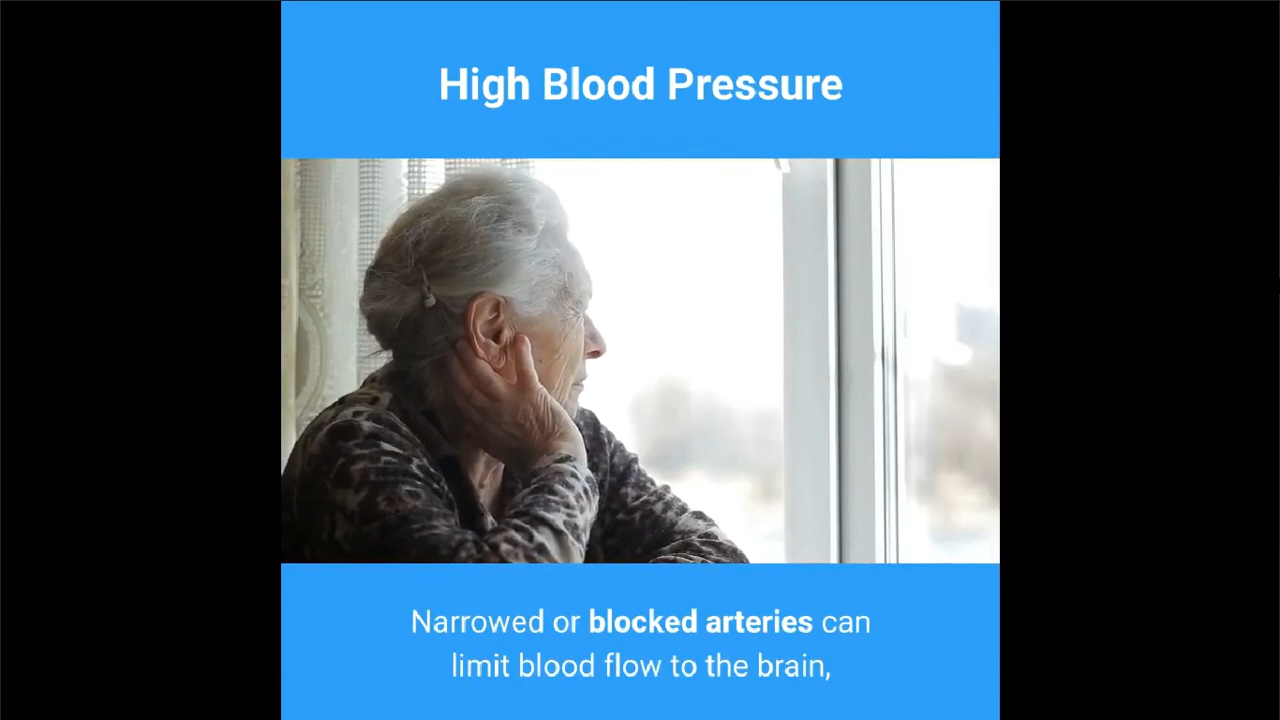 High Blood Pressure
Narrowed or blocked arteries can
limit blood flow to the brain,